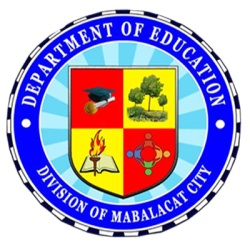 DEPARTMENT OF EDUCATION
DIVISION OF MABALACAT CITY